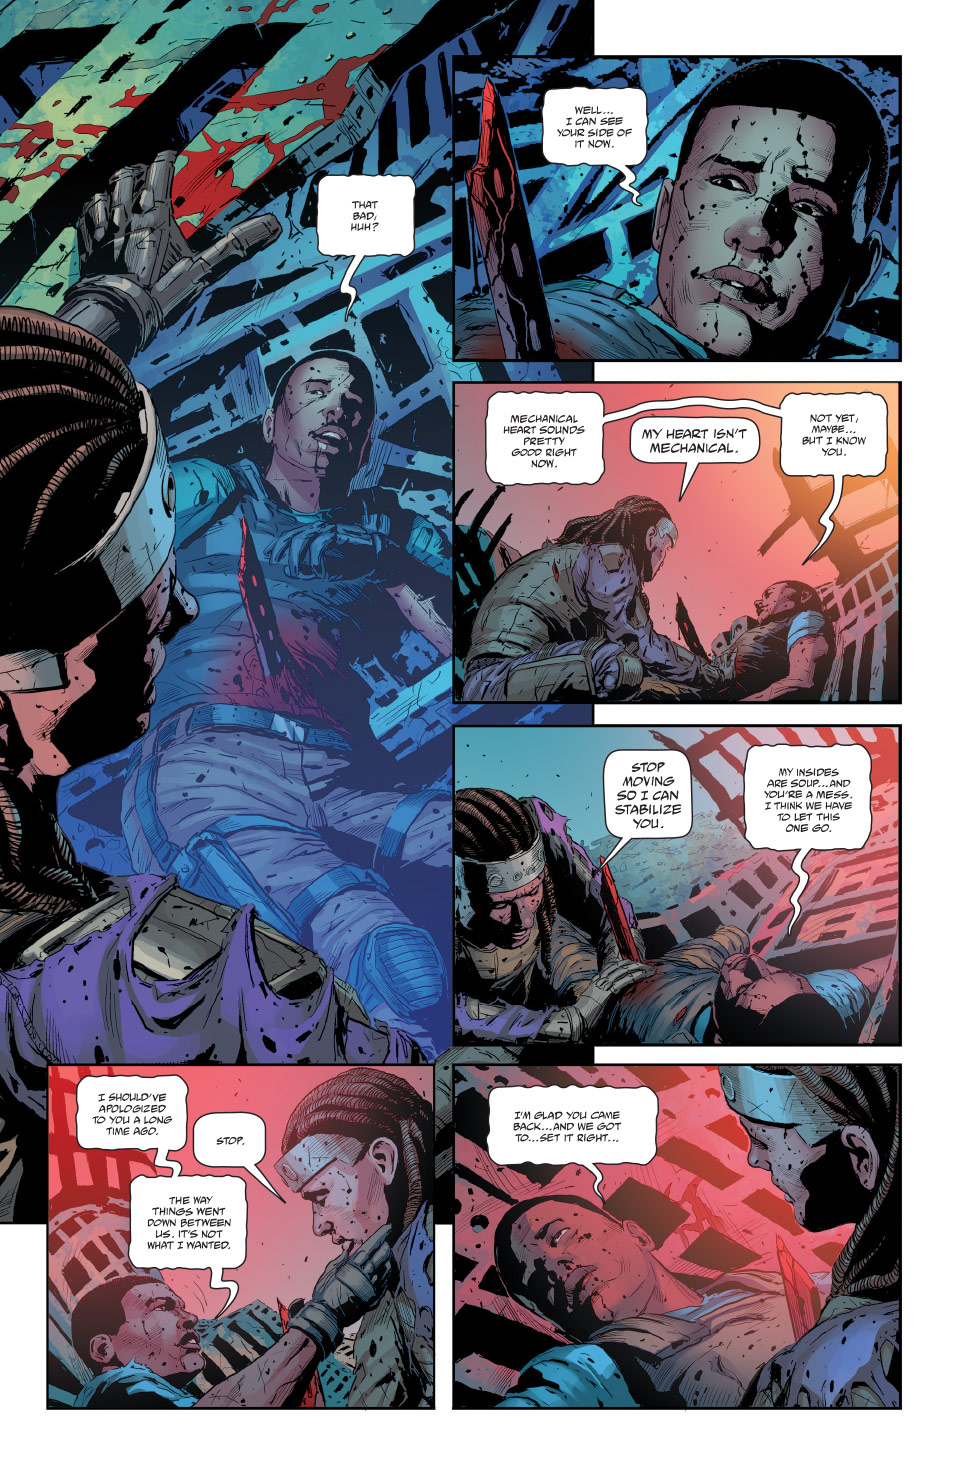 THAT
BAD,
HUH?
WELL...
I CAN SEE
YOUR SIDE OF
IT NOW.
MECHANICAL
HEART SOUNDS
PRETTY
GOOD RIGHT
NOW.
MY HEART ISN'T
MECHANICAL.
NOT YET,
MAYBE...
BUT I KNOW
YOU.
STOP
MOVING
SO I CAN
STABILIZE
YOU.
MY INSIDES
ARE SOUP...AND
YOU'RE A MESS.
I THINK WE HAVE
TO LET THIS
ONE GO.
I SHOULD'VE
APOLOGIZED
TO YOU A LONG
TIME AGO.
STOP.
THE WAY
THINGS WENT
DOWN BETWEEN
US. IT'S NOT
WHAT I WANTED.
I'M GLAD YOU CAME
BACK...AND WE GOT
TO...SET IT RIGHT...